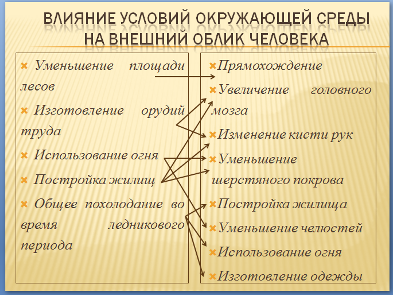 ВЛИЯНИЕ УСЛОВИЙ ОКРУЖАЮЩЕЙ СРЕДЫ
НА ВНЕШНИЙ ОБЛИК ЧЕЛОВЕКА
Уменьшение площади
лесов
Изготовление орудий
труда
Использование огня
Постройка жилищ
Общее похолодание во
время ледникового
периода
Прямохождение
Увеличение головного
мозга
Изменение кисти рук
Уменьшение
шерстяного покрова
Постройка жилища
Уменьшение челюстей
Использование огня
Изготовление одежды